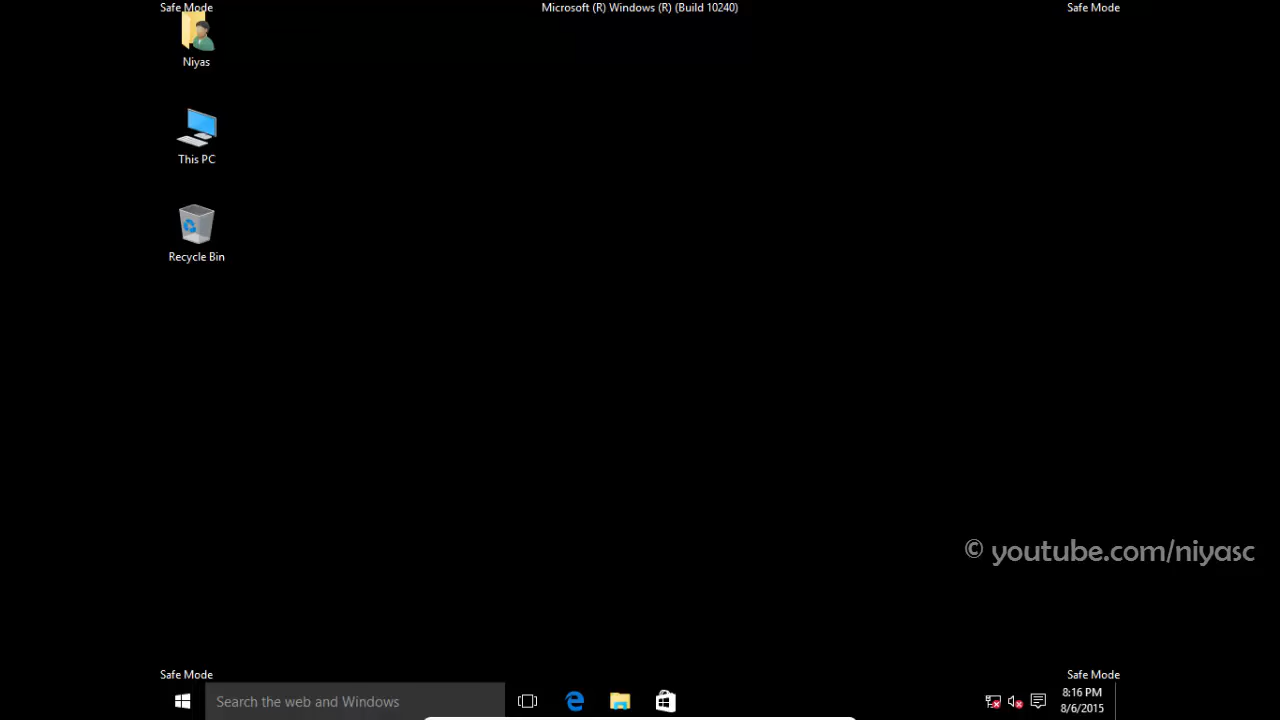 Safe Mode
Microsoft (R) Windows (R) (Build 10240)
Safe Mode
Niyas
This PC
Recycle Bin
© youtube.com/niyasc
Safe Mode
Safe Mode
Search the web and Windows
8:16 PM
8/6/2015